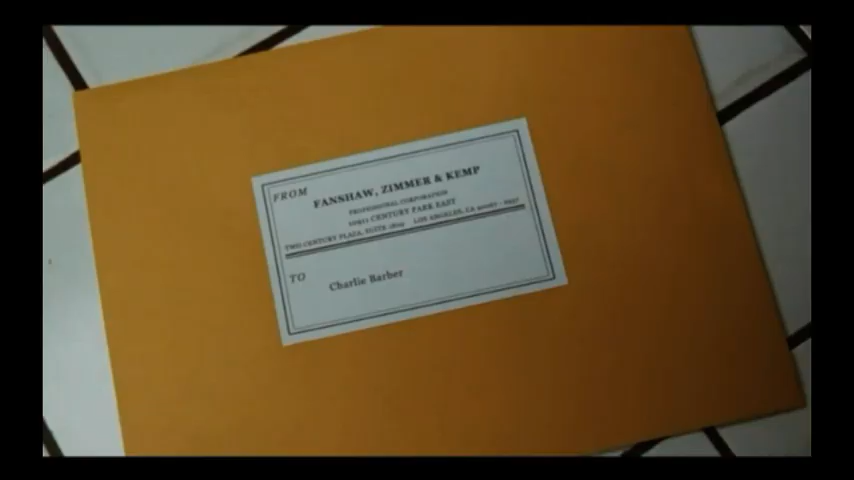 FROM
FANSHAW, ZIMMER & KEMP
PROFESSIONAL CORPORATION
CENTURY PARK EAST
TWO CENTURY PLAZA, SUITE LOS ANGELES, CA
TO
Charlie Barber